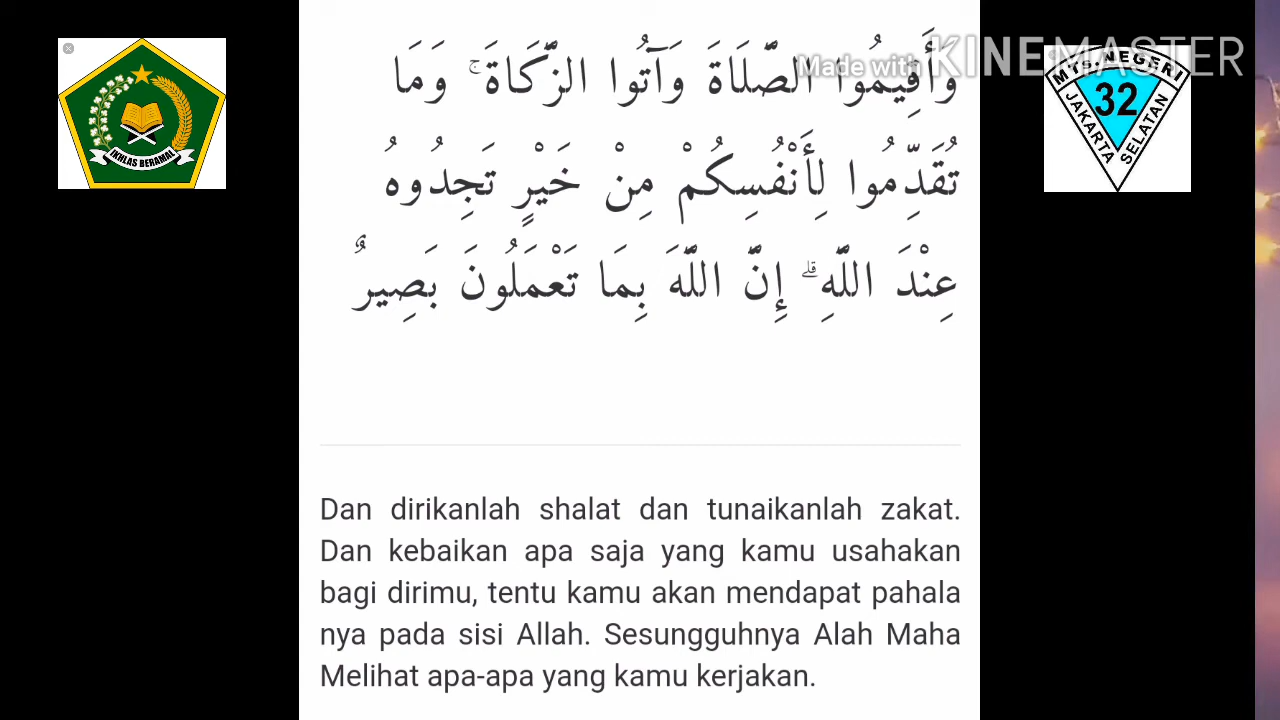 Made with KINEMASTER
وَأَقِيمُوا الصَّلَاةَ وَآتُوا الزَّكَاةَ ۚ وَمَا
تُقَدِّمُوا لِأَنْفُسِكُمْ مِنْ خَيْرٍ تَجِدُوهُ
عِنْدَ اللَّهِ ۗ إِنَّ اللَّهَ بِمَا تَعْمَلُونَ بَصِيرٌ
IKHLAS BERAMAL
NEGERI
32
JAKARTA
SELATAN
Dan dirikanlah shalat dan tunaikanlah zakat.
Dan kebaikan apa saja yang kamu usahakan
bagi dirimu, tentu kamu akan mendapat pahala
nya pada sisi Allah. Sesungguhnya Alah Maha
Melihat apa-apa yang kamu kerjakan.